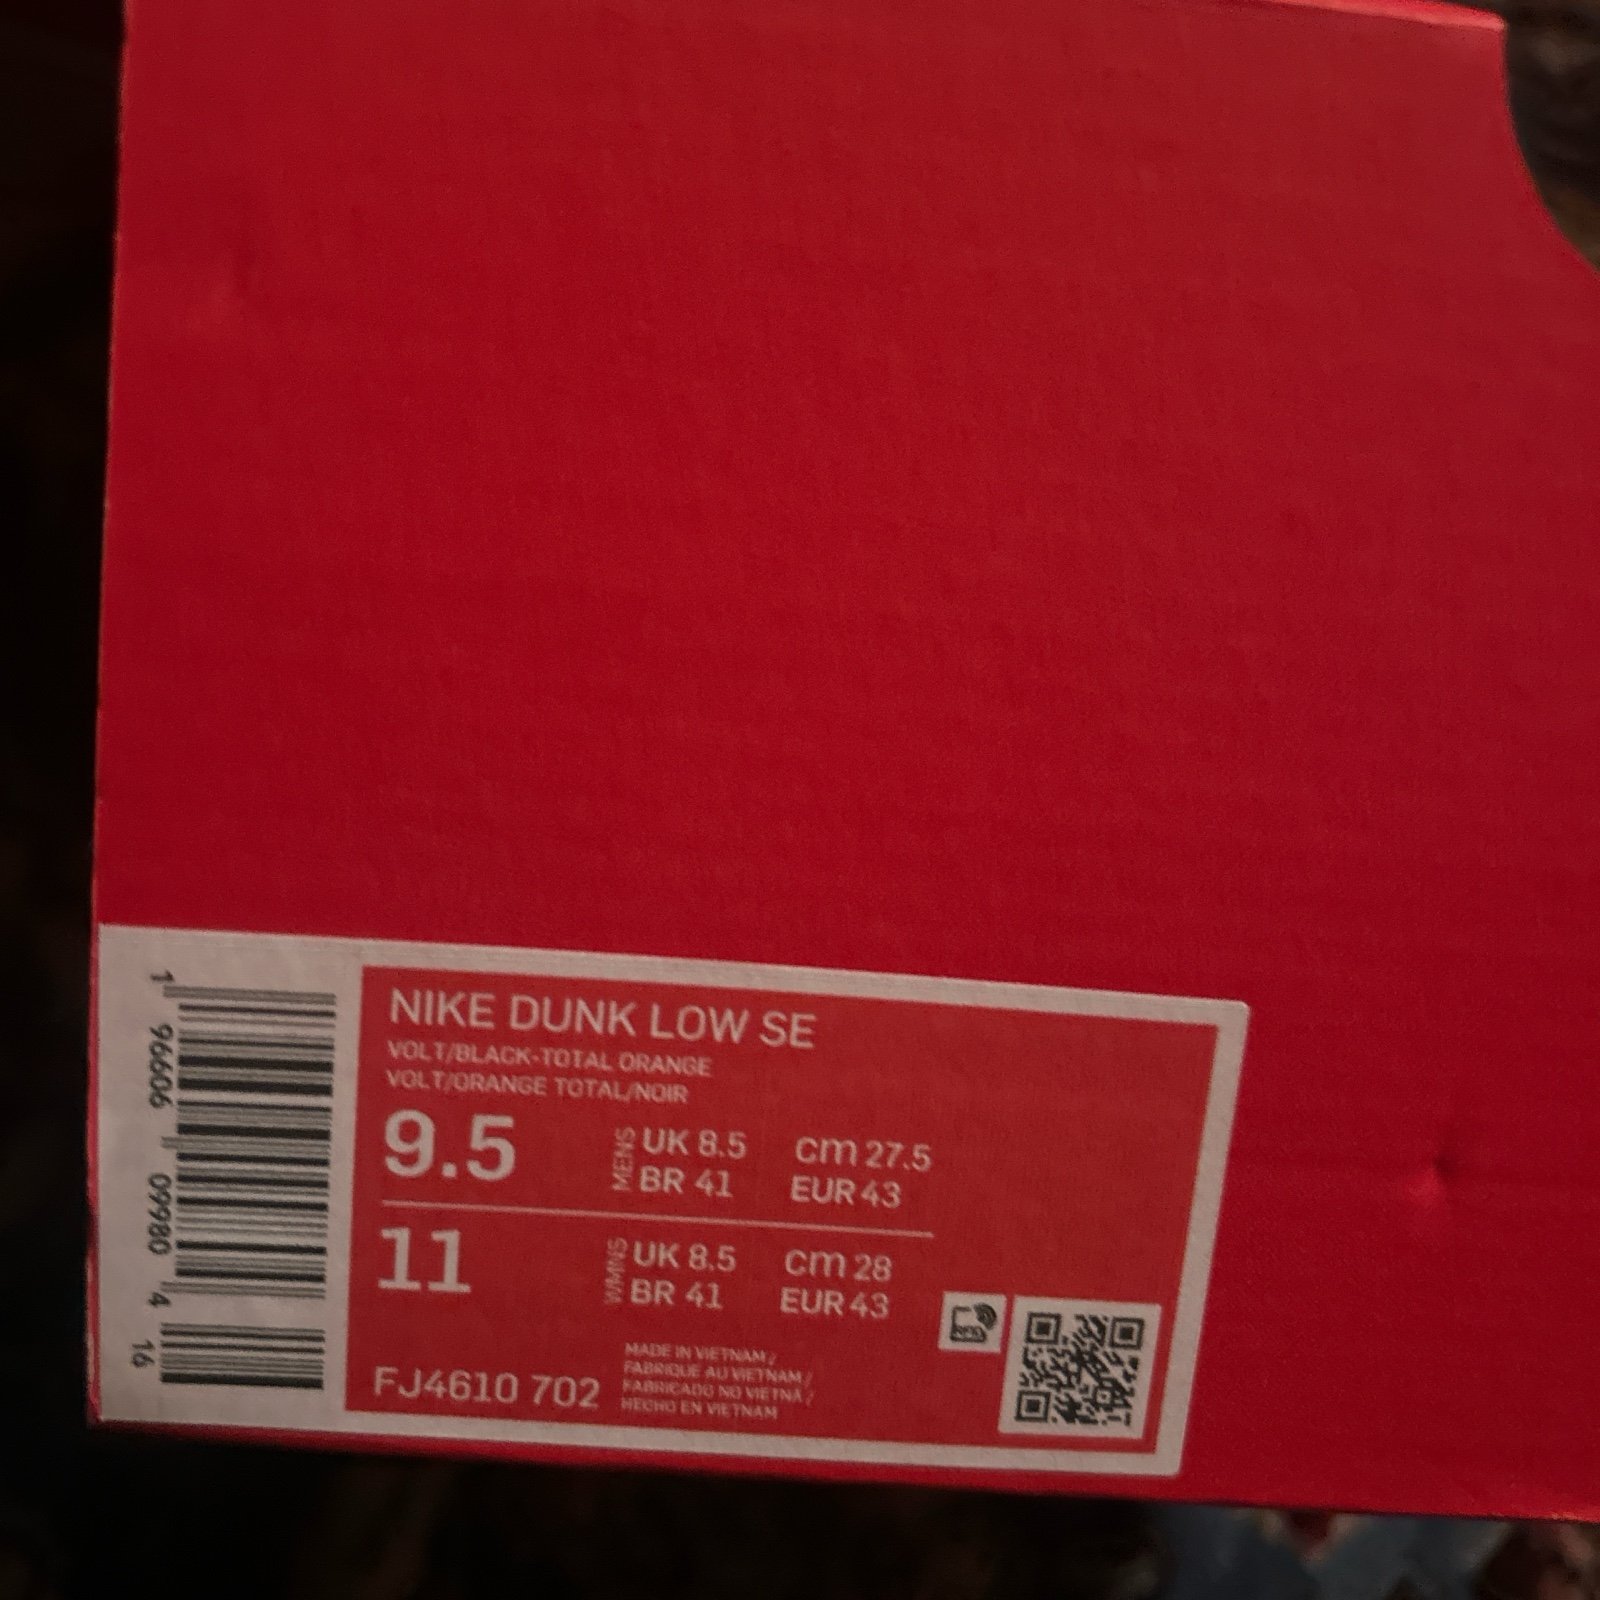 NIKE DUNK LOW SE
VOLT/BLACK-TOTAL ORANGE
VOLT/ORANGE TOTAL/NOIR
9.5 MENS UK 8.5 cm 27.5
BR 41 EUR 43
11 WMNS UK 8.5 cm 28
BR 41 EUR 43
FJ4610 702
MADE IN VIETNAM /
FABRIQUE AU VIETNAM /
FABRICADO NO VIETNA /
HECHO EN VIETNAM
1 96606 09980 4 16